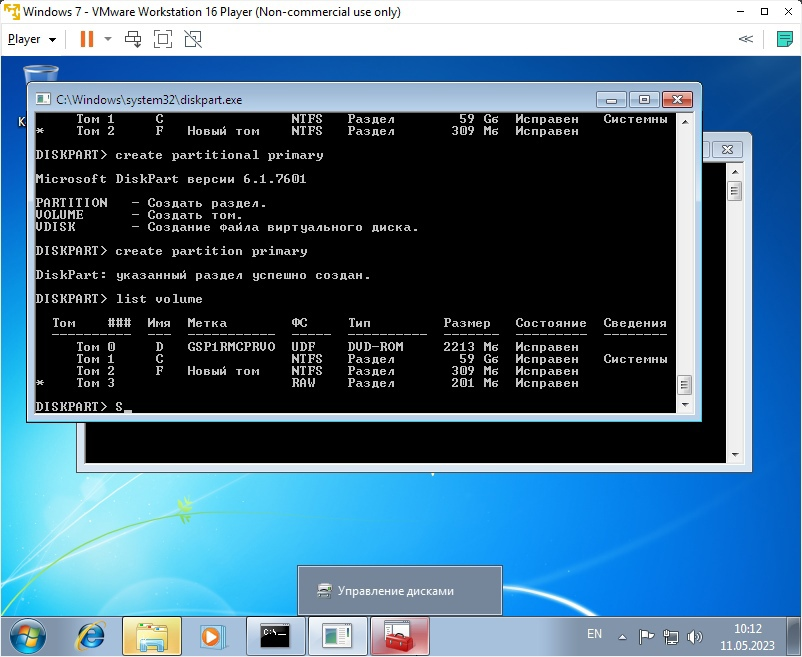 Windows 7 - VMware Workstation 16 Player (Non-commercial use only)
Player
C:\Windows\system32\diskpart.exe
Том 1 C NTFS Раздел 59 Gб Исправен Системны
* Том 2 F Новый том NTFS Раздел 309 Mб Исправен
DISKPART> create partitional primary
Microsoft DiskPart версии 6.1.7601
PARTITION - Создать раздел.
VOLUME - Создать том.
VDISK - Создание файла виртуального диска.
DISKPART> create partition primary
DiskPart: указанный раздел успешно создан.
DISKPART> list volume
Том ### Имя Метка ФС Тип Размер Состояние Сведения
Том 0 D GSP1RMCPRVO UDF DVD-ROM 2213 Mб Исправен
Том 1 C NTFS Раздел 59 Gб Исправен Системны
Том 2 F Новый том NTFS Раздел 309 Mб Исправен
* Том 3 RAW Раздел 201 Mб Исправен
DISKPART> S_
Управление дисками
C:\_
EN
10:12
11.05.2023